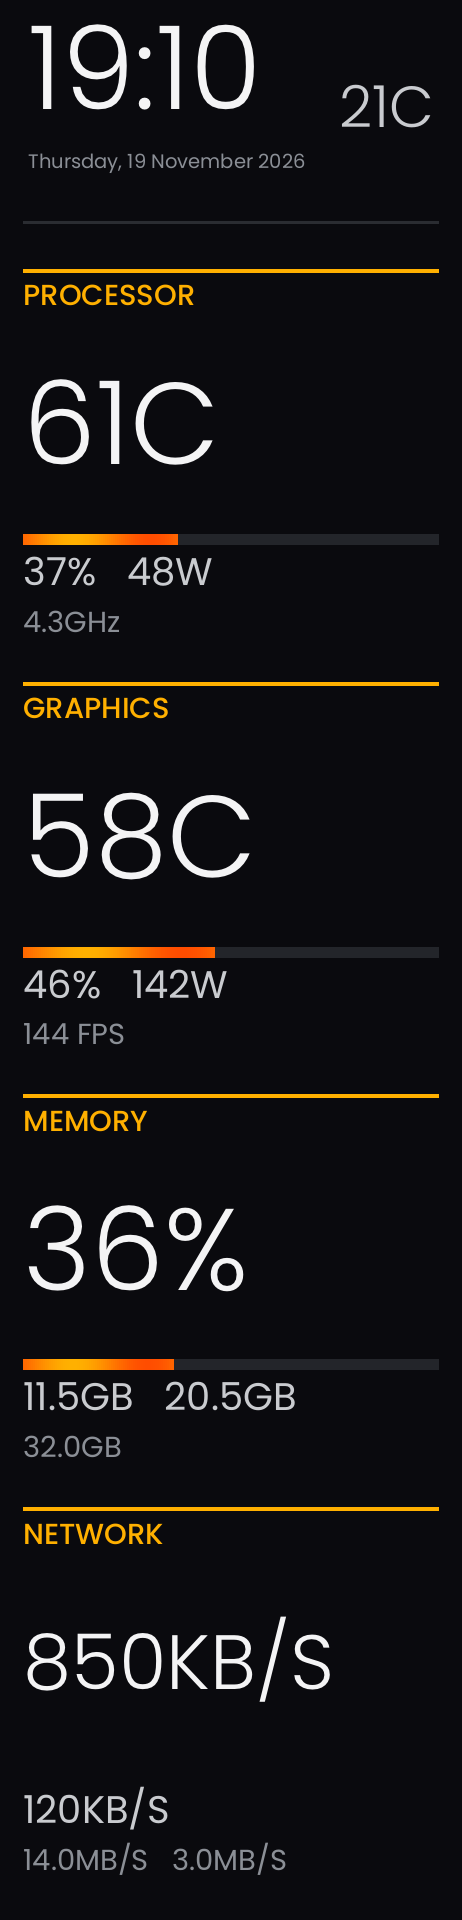 19:10
21C
Thursday, 19 November 2026
PROCESSOR
61C
37% 48W
4.3GHz
GRAPHICS
58C
46% 142W
144 FPS
MEMORY
36%
11.5GB 20.5GB
32.0GB
NETWORK
850KB/S
120KB/S
14.0MB/S 3.0MB/S